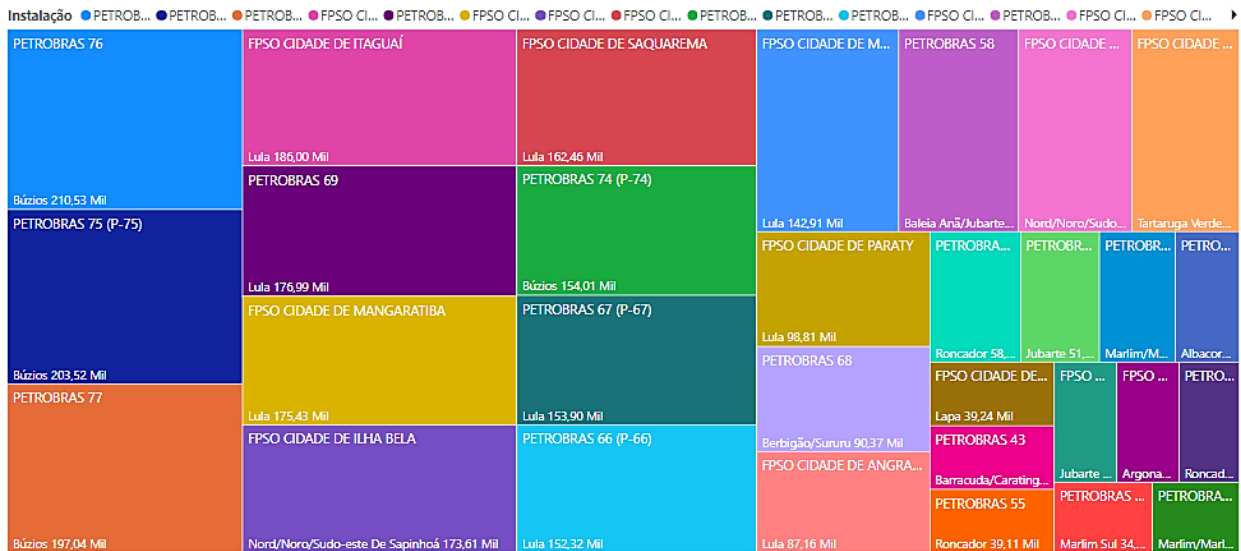 Instalação PETROB... PETROB... PETROB... FPSO CI... PETROB... FPSO CI... FPSO CI... FPSO CI... PETROB... PETROB... PETROB... FPSO CI... PETROB... FPSO CI... FPSO CI...
PETROBRAS 76
Búzios 210,53 Mil
PETROBRAS 75 (P-75)
Búzios 203,52 Mil
PETROBRAS 77
Búzios 197,04 Mil
FPSO CIDADE DE ITAGUAÍ
Lula 186,00 Mil
PETROBRAS 69
Lula 176,99 Mil
FPSO CIDADE DE MANGARATIBA
Lula 175,43 Mil
FPSO CIDADE DE ILHA BELA
Nord/Noro/Sudo-este De Sapinhoá 173,61 Mil
FPSO CIDADE DE SAQUAREMA
Lula 162,46 Mil
PETROBRAS 74 (P-74)
Búzios 154,01 Mil
PETROBRAS 67 (P-67)
Lula 153,90 Mil
PETROBRAS 66 (P-66)
Lula 152,32 Mil
FPSO CIDADE DE M...
Lula 142,91 Mil
PETROBRAS 58
Baleia Anã/Jubarte...
FPSO CIDADE ...
Nord/Noro/Sudo...
FPSO CIDADE ...
Tartaruga Verde...
FPSO CIDADE DE PARATY
Lula 98,81 Mil
PETROBRAS 68
Berbigão/Sururu 90,37 Mil
FPSO CIDADE DE ANGRA...
Lula 87,16 Mil
PETROBRA...
Roncador 58,...
PETROBR...
Jubarte 51,...
PETROBR...
Marlim/M...
PETRO...
Albacor...
FPSO CIDADE DE...
Lapa 39,24 Mil
PETROBRAS 43
Barracuda/Carating...
PETROBRAS 55
Roncador 39,11 Mil
FPSO ...
Jubarte ...
FPSO ...
Argona...
PETRO...
Roncad...
PETROBRAS ...
Marlim Sul 34,...
PETROBRA...
Marlim/Marl...